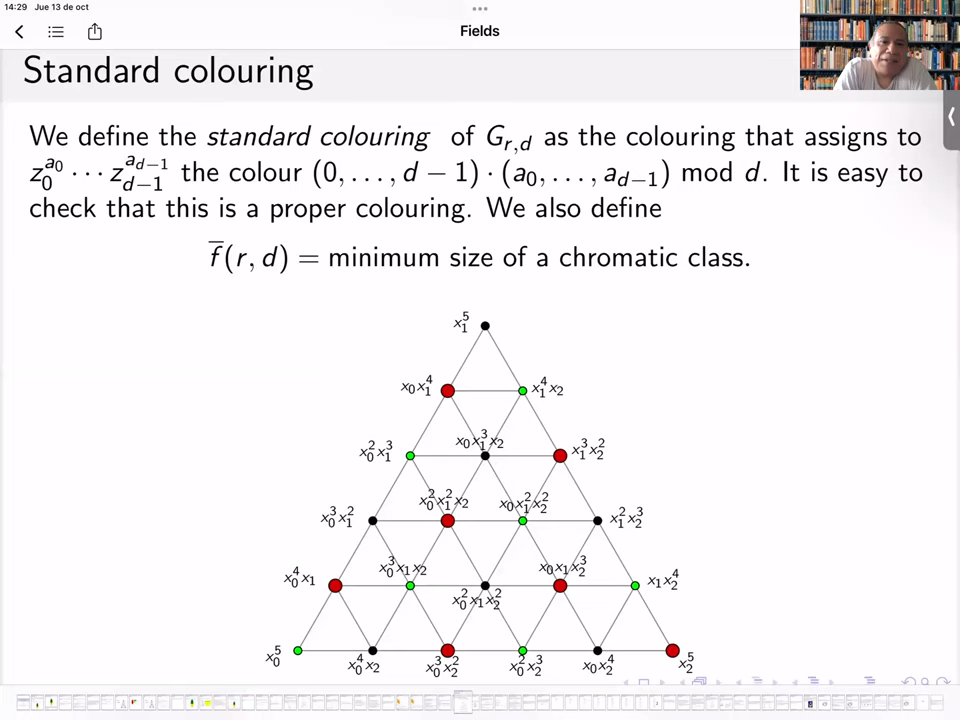 14:29 Jue 13 de oct
Fields
Standard colouring
We define the standard colouring of G_{r,d} as the colouring that assigns to
z_0^{a_0} ⋯ z_{d−1}^{a_{d−1}} the colour (0, . . . , d − 1) · (a_0, . . . , a_{d−1}) mod d. It is easy to
check that this is a proper colouring. We also define
f̅(r, d) = minimum size of a chromatic class.
x_1^5
x_0x_1^4 x_1^4x_2
x_0^2x_1^3 x_0x_1^3x_2 x_1^3x_2^2
x_0^3x_1^2 x_0^2x_1^2x_2 x_0x_1^2x_2^2 x_1^2x_2^3
x_0^4x_1 x_0^3x_1x_2 x_0^2x_1x_2^2 x_0x_1x_2^3 x_1x_2^4
x_0^5 x_0^4x_2 x_0^3x_2^2 x_0^2x_2^3 x_0x_2^4 x_2^5